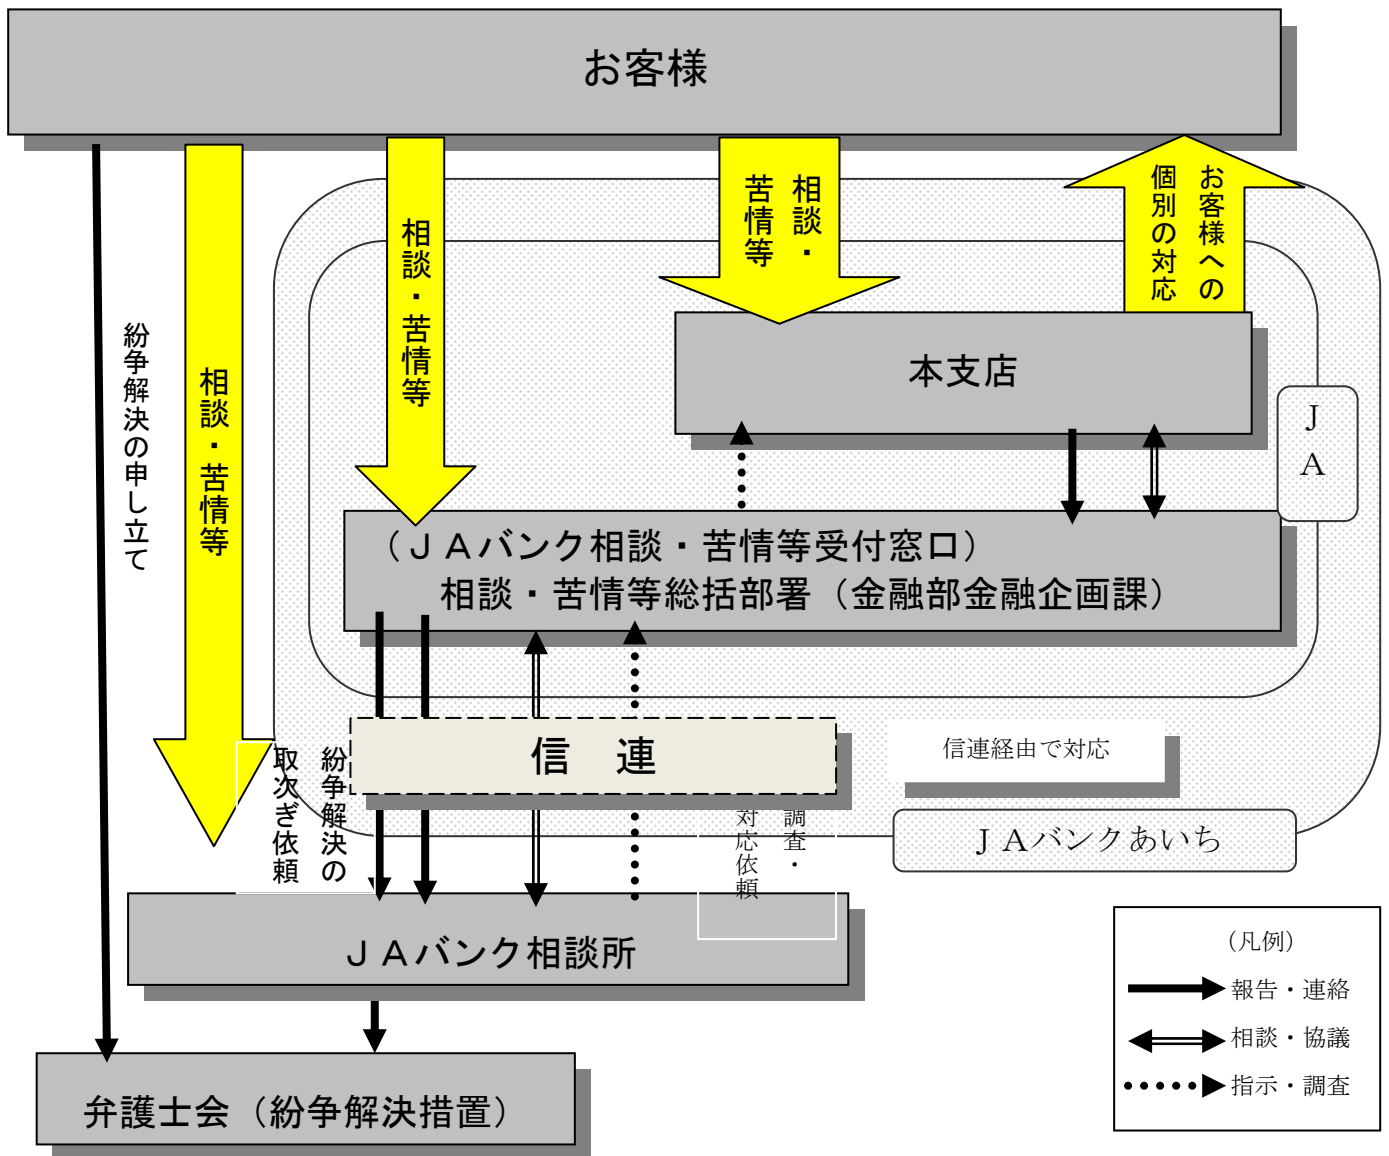 お客様
紛争解決の申し立て
相談・苦情等
相談・苦情等
相談・
苦情等
お客様への
個別の対応
本支店
ＪＡ
（ＪＡバンク相談・苦情等受付窓口）
相談・苦情等総括部署（金融部金融企画課）
信　連
信連経由で対応
紛争解決の
取次ぎ依頼
調査・
対応依頼
ＪＡバンクあいち
ＪＡバンク相談所
弁護士会（紛争解決措置）
（凡例）
報告・連絡
相談・協議
指示・調査